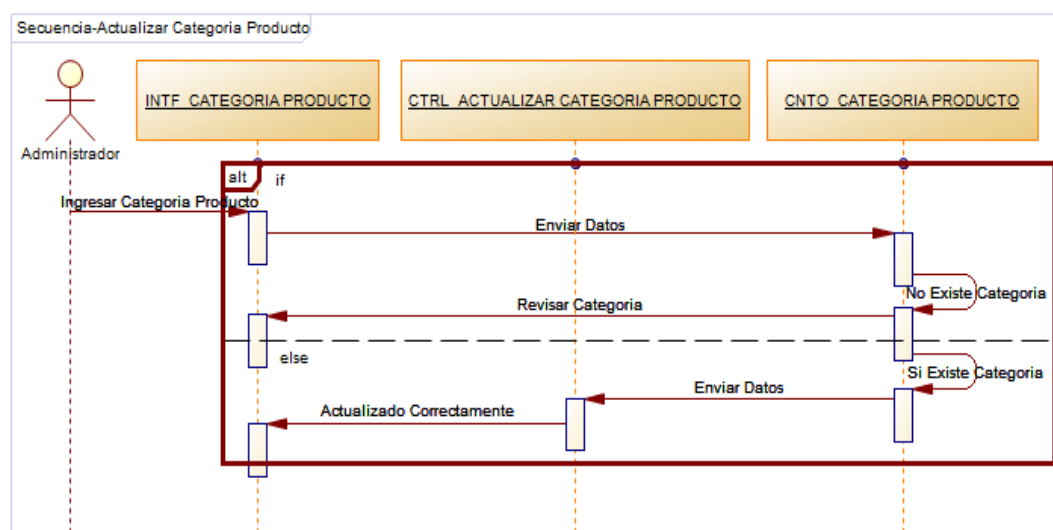 Secuencia-Actualizar Categoria Producto
INTF_CATEGORIA PRODUCTO
CTRL_ACTUALIZAR CATEGORIA PRODUCTO
CNTO_CATEGORIA PRODUCTO
Administrador
alt
if
Ingresar Categoria Producto
Enviar Datos
No Existe Categoria
Revisar Categoria
else
Si Existe Categoria
Enviar Datos
Actualizado Correctamente